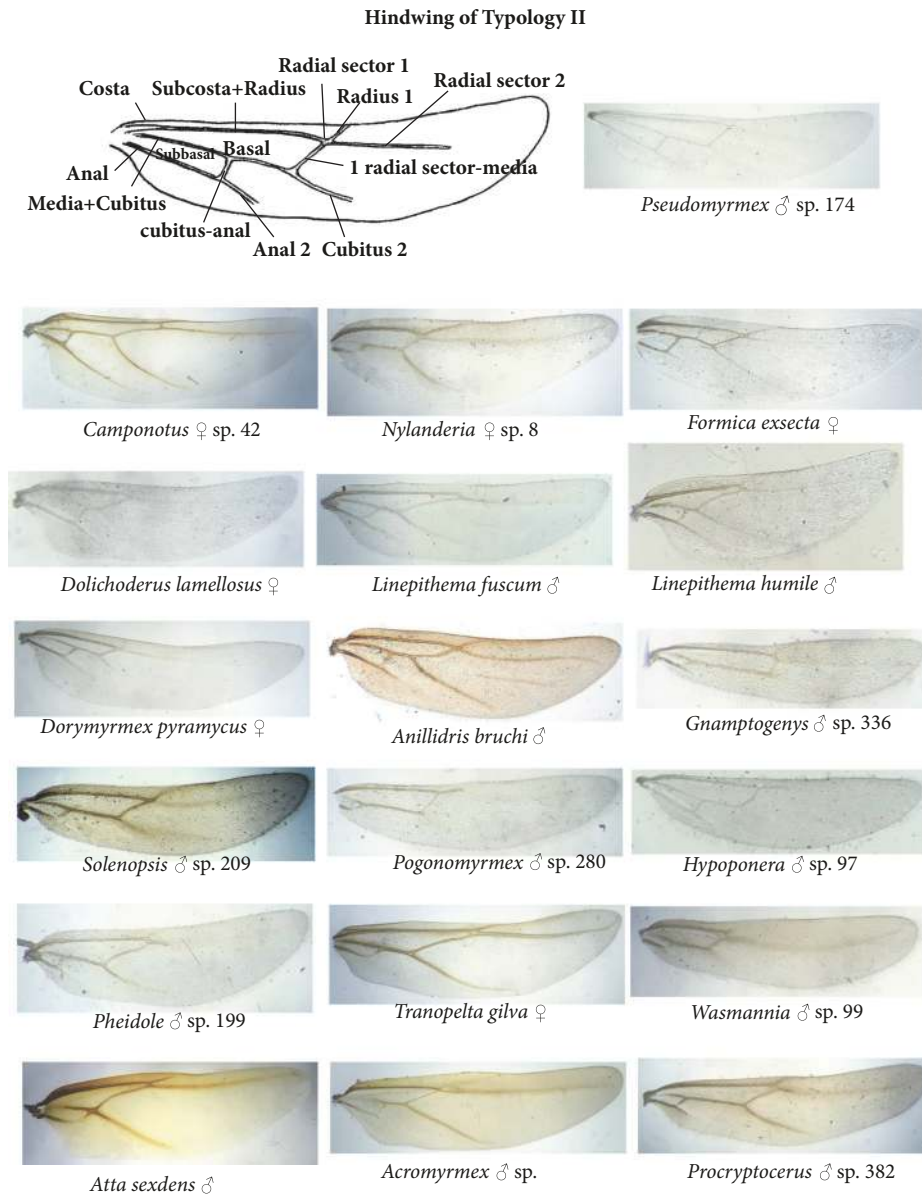 Hindwing of Typology II
Radial sector 1
Radial sector 2
Costa
Subcosta+Radius
Radius 1
Subbasal
Basal
Anal
1 radial sector-media
Media+Cubitus
cubitus-anal
Anal 2
Cubitus 2
Pseudomyrmex ♂ sp. 174
Camponotus ♀ sp. 42
Nylanderia ♀ sp. 8
Formica exsecta ♀
Dolichoderus lamellosus ♀
Linepithema fuscum ♂
Linepithema humile ♂
Dorymyrmex pyramycus ♀
Anillidris bruchi ♂
Gnamptogenys ♂ sp. 336
Solenopsis ♂ sp. 209
Pogonomyrmex ♂ sp. 280
Hypoponera ♂ sp. 97
Pheidole ♂ sp. 199
Tranopelta gilva ♀
Wasmannia ♂ sp. 99
Atta sexdens ♂
Acromyrmex ♂ sp.
Procryptocerus ♂ sp. 382